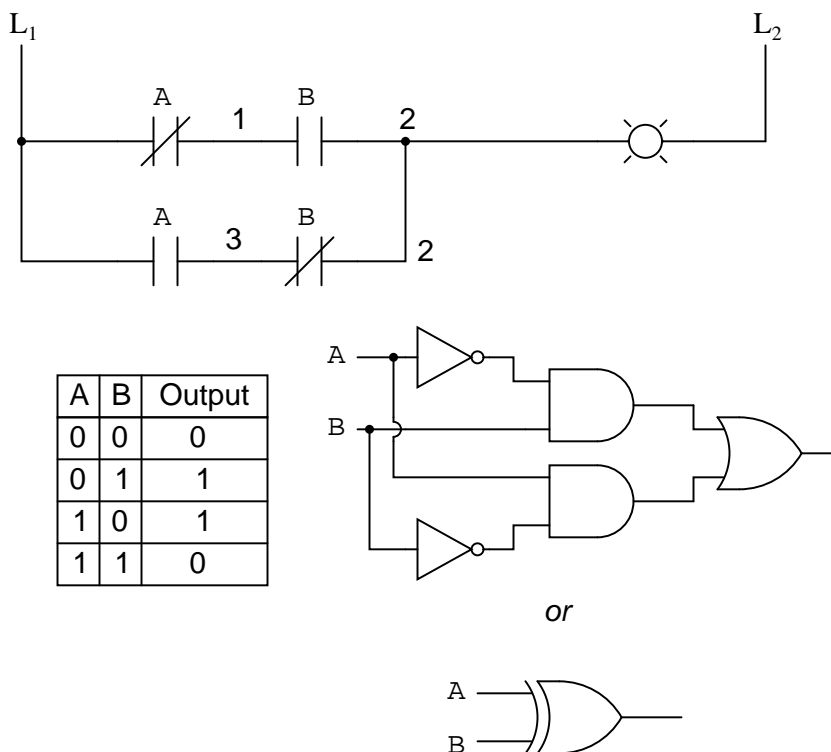 L1 L2
A 1 B 2
A 3 B 2
A B Output
0 0 0
0 1 1
1 0 1
1 1 0
A
B
or
A
B